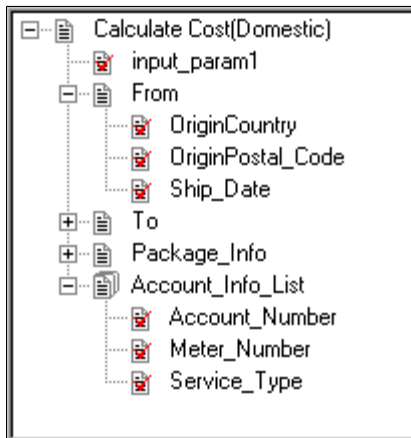 Calculate Cost(Domestic)
input_param1
From
OriginCountry
OriginPostal_Code
Ship_Date
To
Package_Info
Account_Info_List
Account_Number
Meter_Number
Service_Type